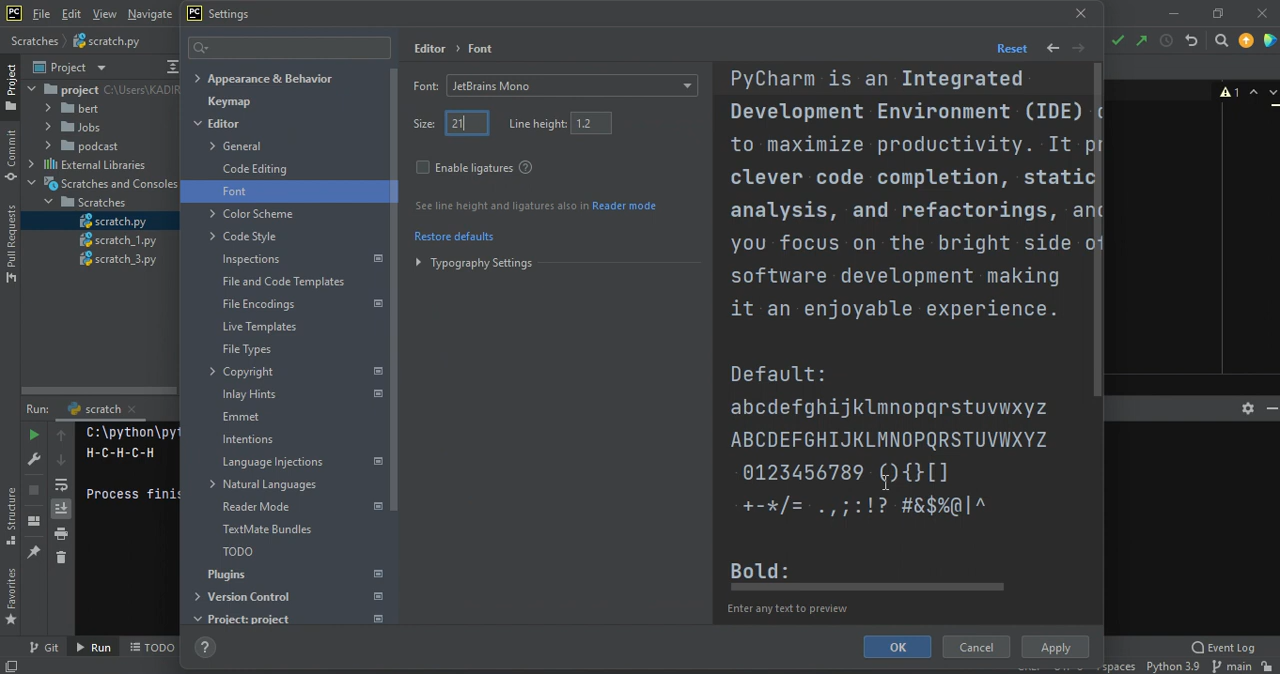 PC File Edit View Navigate
PC Settings
Scratches scratch.py
Project
project C:\Users\KADIR
bert
Jobs
podcast
External Libraries
Scratches and Consoles
Scratches
scratch.py
scratch_1.py
scratch_3.py
Project
Commit
Pull Requests
Structure
Favorites
Appearance & Behavior
Keymap
Editor
General
Code Editing
Font
Color Scheme
Code Style
Inspections
File and Code Templates
File Encodings
Live Templates
File Types
Copyright
Inlay Hints
Emmet
Intentions
Language Injections
Natural Languages
Reader Mode
TextMate Bundles
TODO
Plugins
Version Control
Project: project
Editor › Font
Reset
Font: JetBrains Mono
Size: 21 Line height: 1.2
Enable ligatures ?
See line height and ligatures also in Reader mode
Restore defaults
Typography Settings
PyCharm is an Integrated
Development Environment (IDE)
to maximize productivity. It
clever code completion, static
analysis, and refactorings,
you focus on the bright side
software development making
it an enjoyable experience.
Default:
abcdefghijklmnopqrstuvwxyz
ABCDEFGHIJKLMNOPQRSTUVWXYZ
0123456789 (){}[]
+-*/= .,;:!? #&$%@|^
Bold:
Enter any text to preview
1
Run: scratch
C:\python\pyt
H-C-H-C-H
Process finis
? OK Cancel Apply
Git Run TODO
Event Log
spaces Python 3.9 main